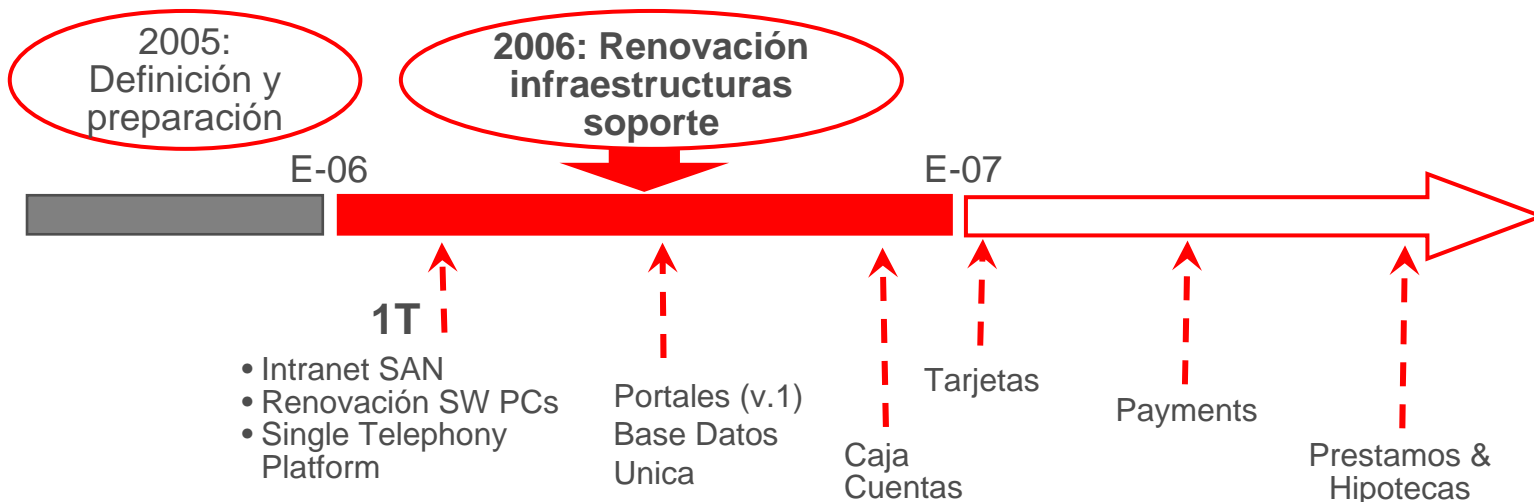 2005:
Definición y
preparación
2006: Renovación
infraestructuras
soporte
E-06
E-07
1T
• Intranet SAN
• Renovación SW PCs
• Single Telephony
Platform
Portales (v.1)
Base Datos
Unica
Caja
Cuentas
Tarjetas
Payments
Prestamos &
Hipotecas